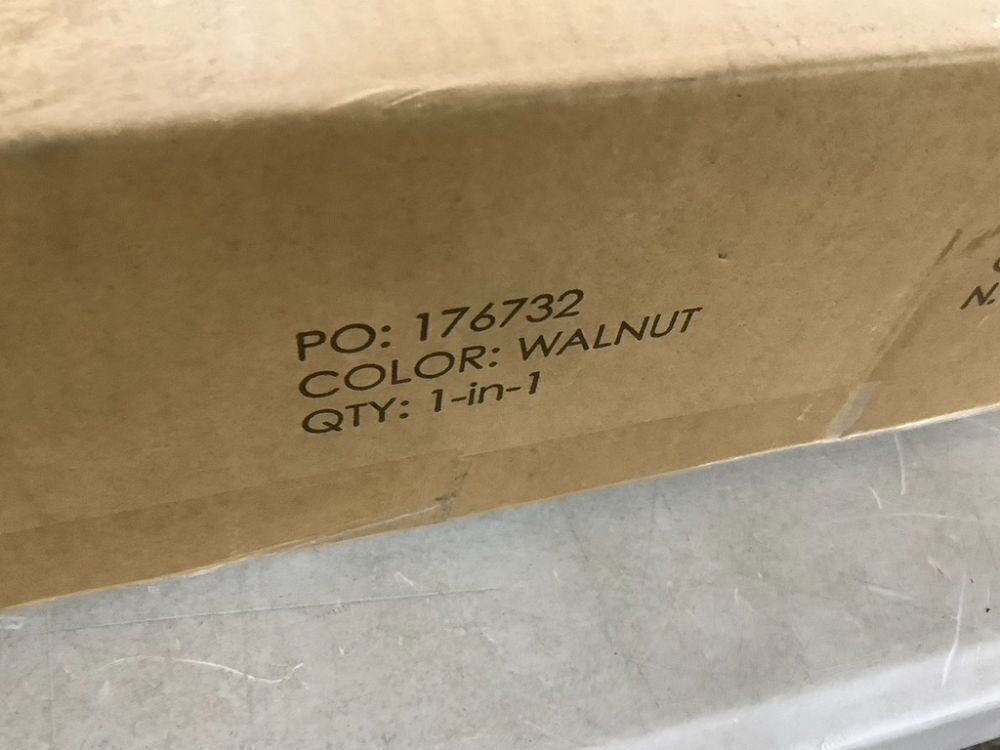 PO: 176732
COLOR: WALNUT
QTY: 1-in-1
N.